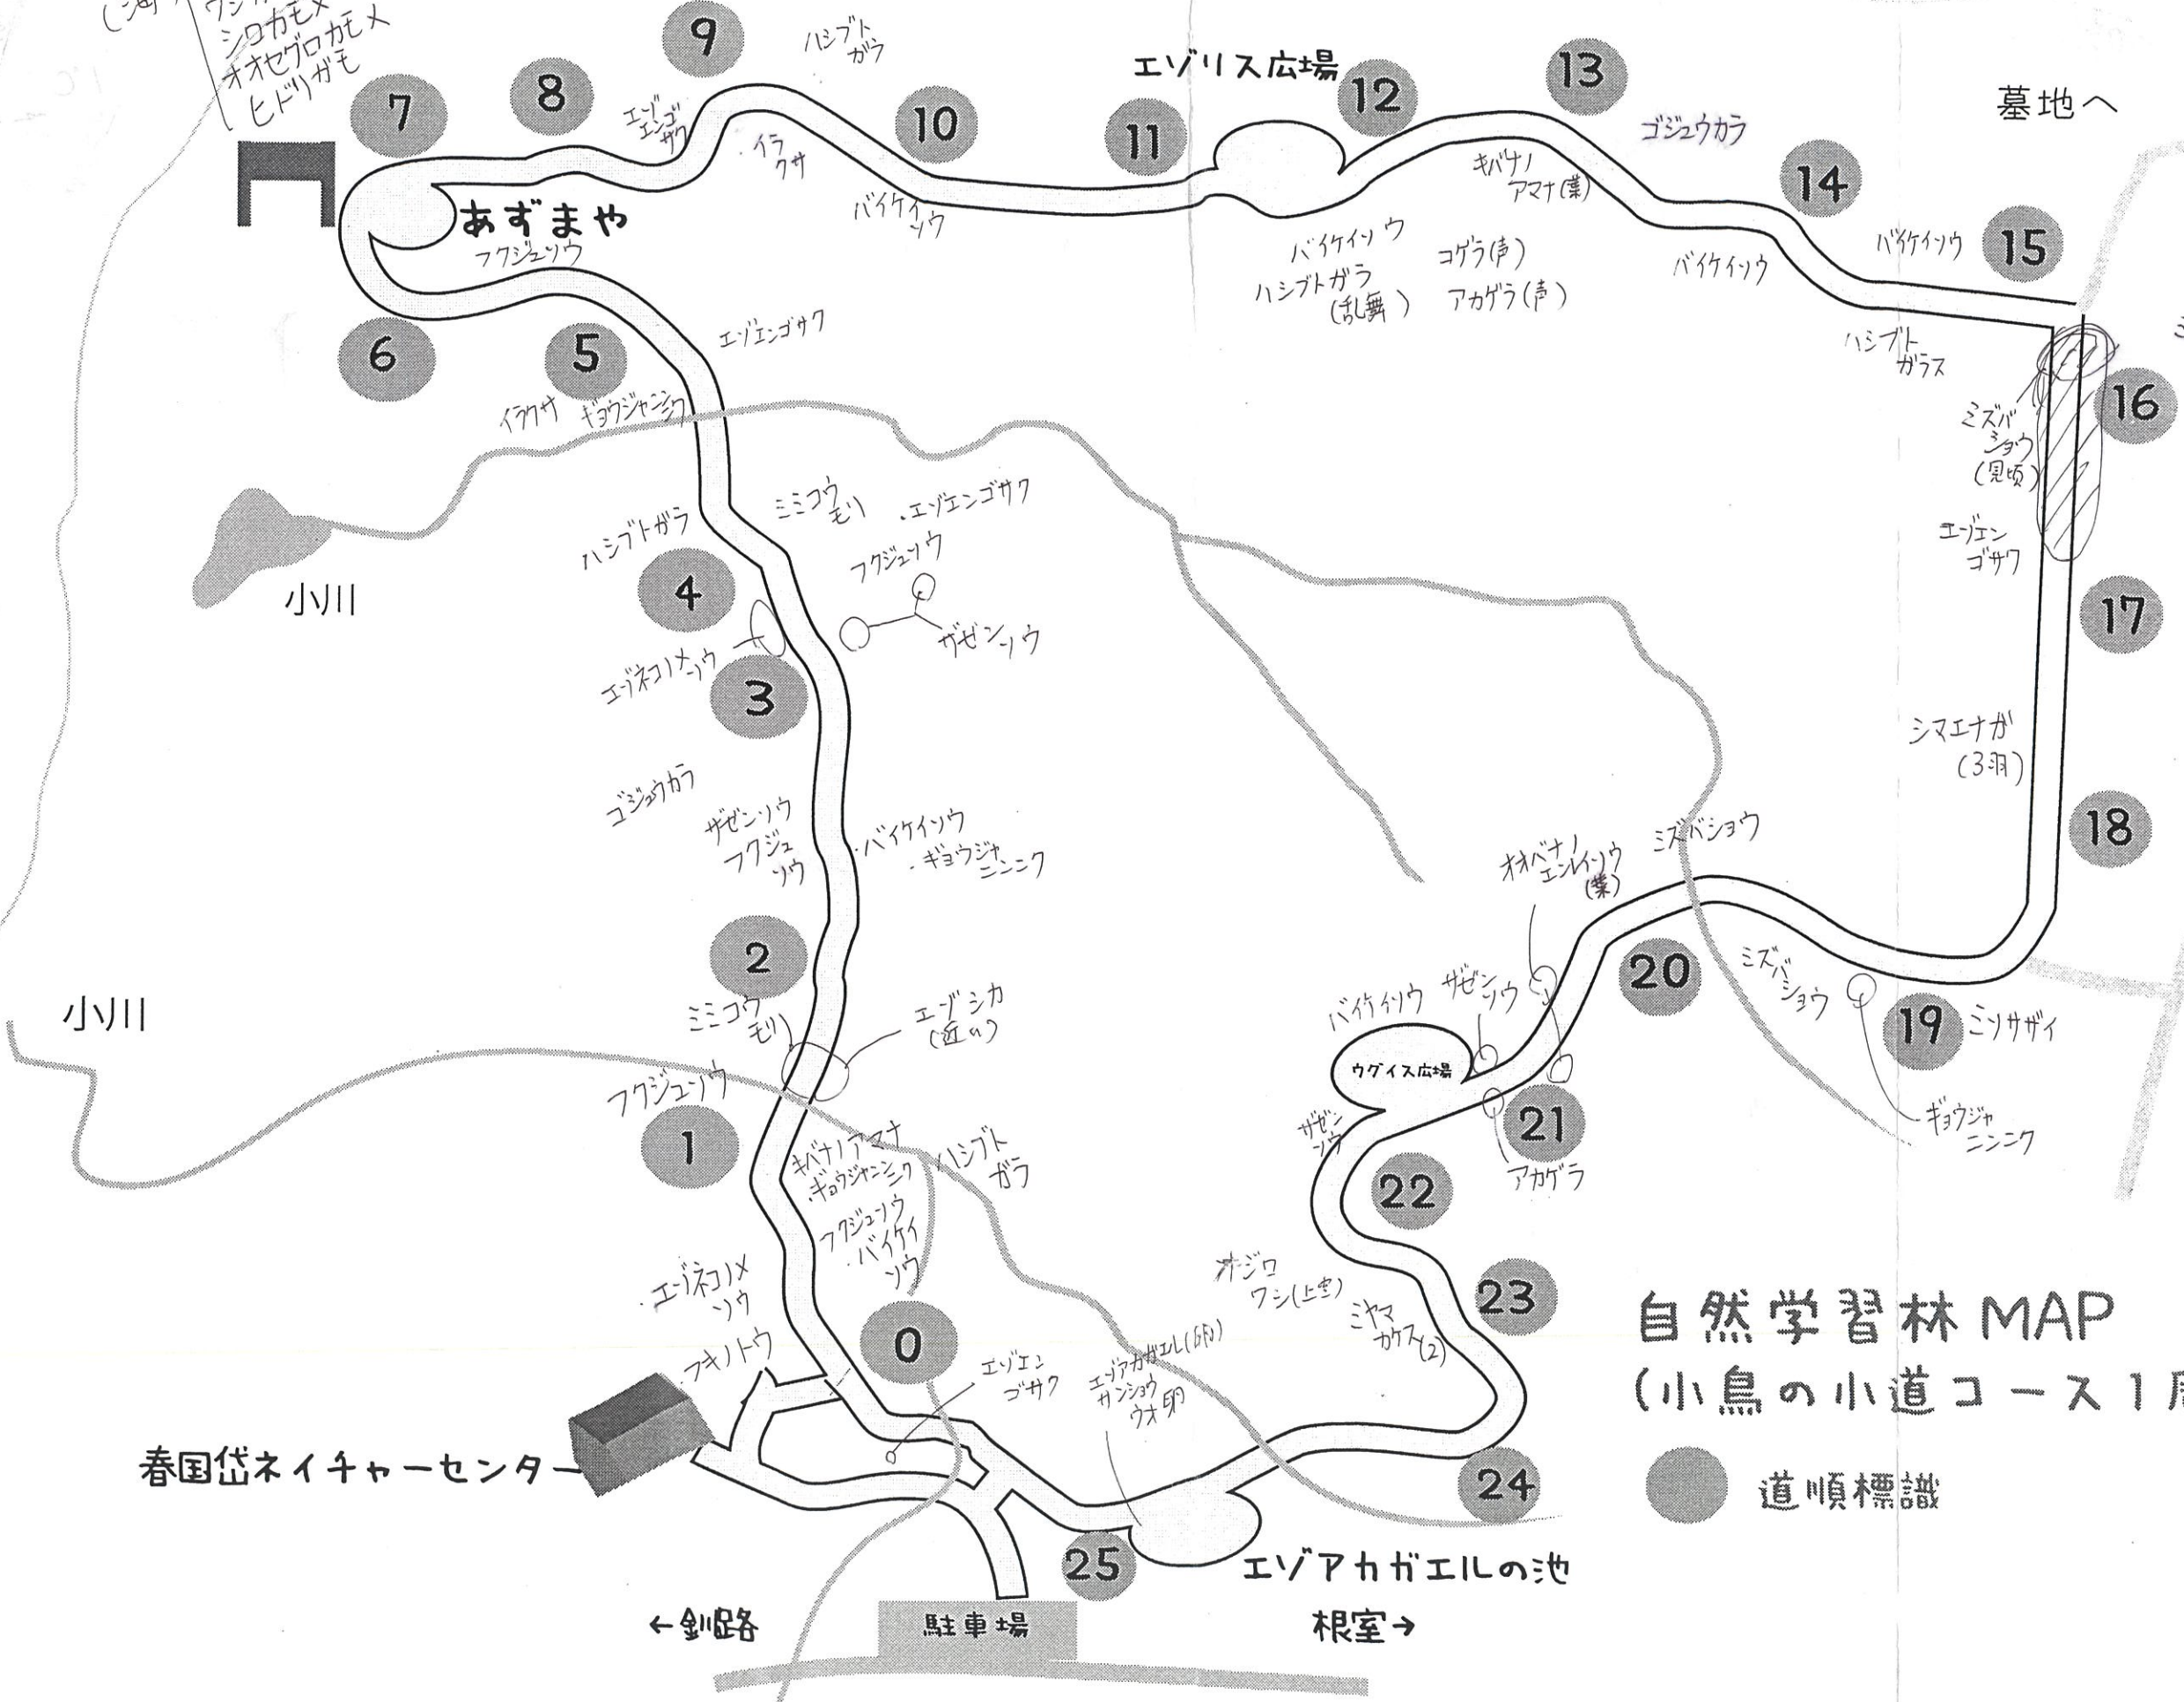 シロカモメ
オオセグロカモメ
ヒドリガモ
7
8
9
ハシブト
ガラ
エゾ
エンゴ
サク
・イラ
クサ
10
バイケイ
ソウ
11
エゾリス広場
12
13
ゴジュウカラ
キバナノ
アマナ(葉)
14
墓地へ
バイケイソウ
15
あずまや
フクジュソウ
バイケイソウ
ハシブトガラ
(乱舞)
コゲラ(声)
アカゲラ(声)
バイケイソウ
ハシブト
ガラス
6
5
エゾエンゴサク
イラクサ
ギョウジャニン
ニク
16
ミズバ
ショウ
(見頃)
エゾエン
ゴサク
17
ハシブトガラ
ミミコウ
モリ
・エゾエンゴサク
フクジュソウ
ザゼンソウ
4
小川
エゾネコノメ
ソウ
3
シマエナガ
(3羽)
18
ゴジュウカラ
ザゼンソウ
フクジュ
ソウ
・バイケイソウ
・ギョウジャ
ニンニク
オオバナノ
エンレイソウ
(葉)
ミズバショウ
2
20
ミズ
バ
ショウ
19
ミソサザイ
ギョウジャ
ニンニク
小川
ミミコウ
モリ
エゾシカ
(近い)
バイケイソウ
ザゼン
ソウ
ウグイス広場
21
アカゲラ
フクジュソウ
1
キバナノアマナ
・ギョウジャニンニク
ハシブト
ガラ
フクジュソウ
・バイケイ
ソウ
ザゼン
ソウ
22
・エゾネコノメ
ソウ
フキノトウ
0
エゾエン
ゴサク
オジロ
ワシ(上空)
ミヤマ
カケス(2)
23
エゾアカガエル(卵)
サンショウ
ウオ卵
自然学習林MAP
(小鳥の小道コース1周
24
道順標識
春国岱ネイチャーセンター
25
エゾアカガエルの池
←釧路
駐車場
根室→